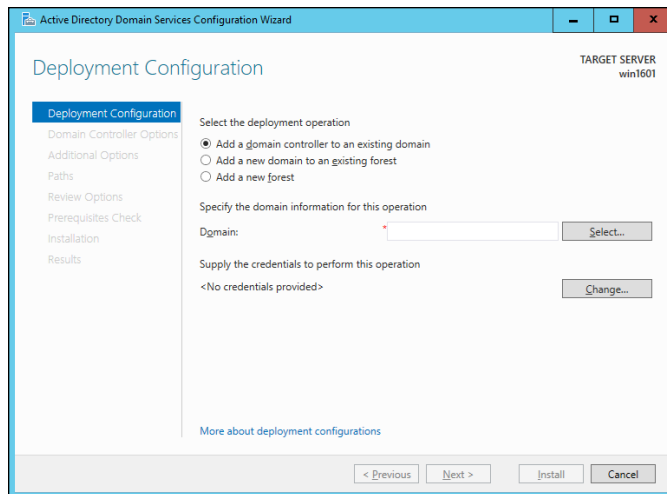 Active Directory Domain Services Configuration Wizard
Deployment Configuration
TARGET SERVER
win1601
Deployment Configuration
Domain Controller Options
Additional Options
Paths
Review Options
Prerequisites Check
Installation
Results
Select the deployment operation
Add a domain controller to an existing domain
Add a new domain to an existing forest
Add a new forest
Specify the domain information for this operation
Domain: * Select...
Supply the credentials to perform this operation
<No credentials provided> Change...
More about deployment configurations
< Previous Next > Install Cancel